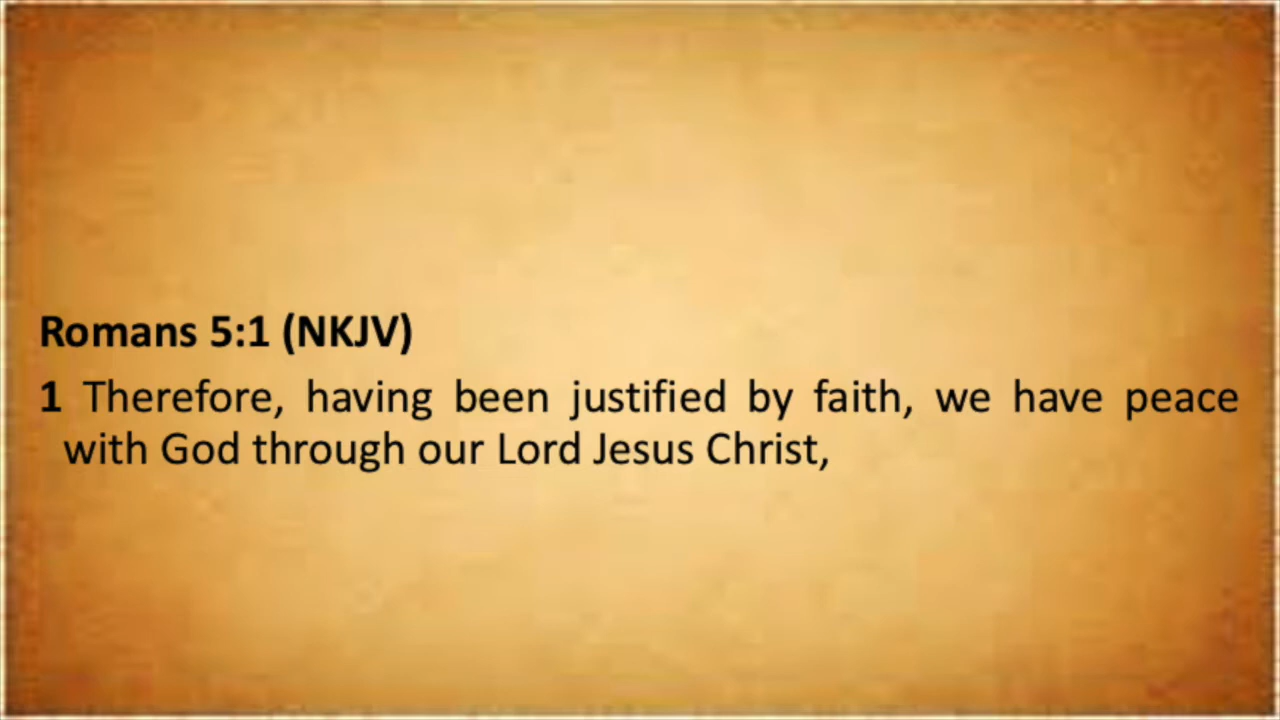 Romans 5:1 (NKJV)
1 Therefore, having been justified by faith, we have peace
with God through our Lord Jesus Christ,